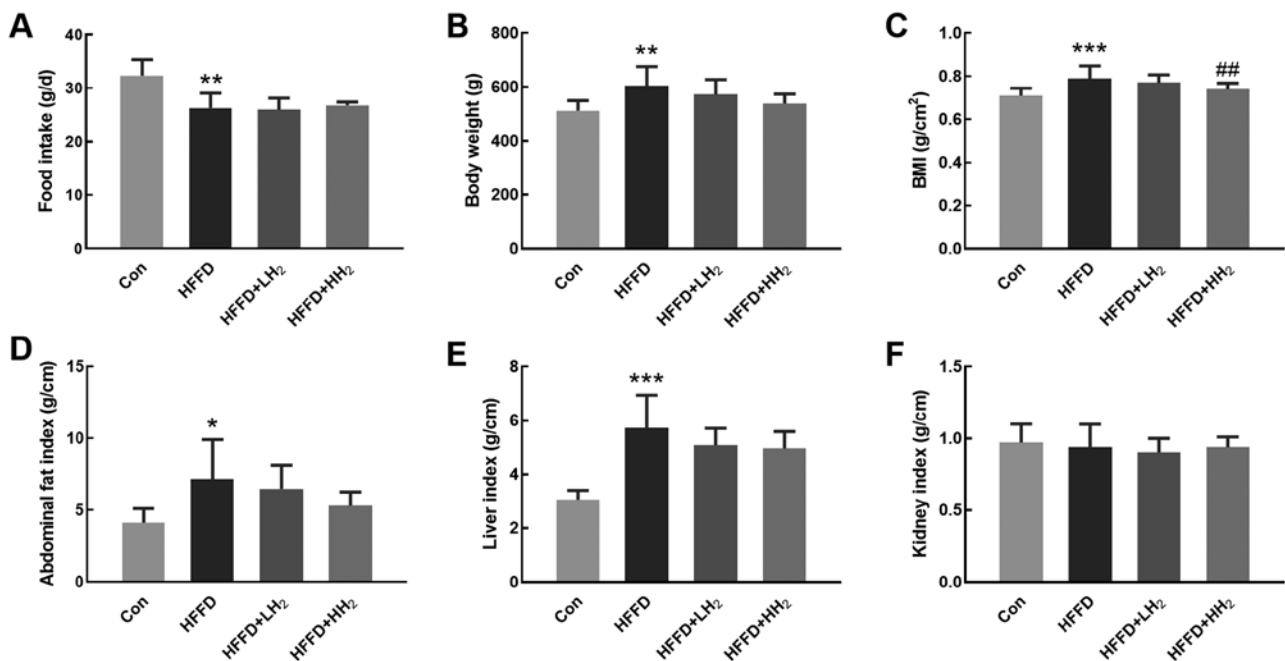 A
Food intake (g/d)
40
30
20
10
0
**
Con
HFFD
HFFD+LH₂
HFFD+HH₂
B
Body weight (g)
800
600
400
200
0
**
Con
HFFD
HFFD+LH₂
HFFD+HH₂
C
BMI (g/cm²)
1.0
0.8
0.6
0.4
0.2
0.0
***
##
Con
HFFD
HFFD+LH₂
HFFD+HH₂
D
Abdominal fat index (g/cm)
15
10
5
0
*
Con
HFFD
HFFD+LH₂
HFFD+HH₂
E
Liver index (g/cm)
8
6
4
2
0
***
Con
HFFD
HFFD+LH₂
HFFD+HH₂
F
Kidney index (g/cm)
1.5
1.0
0.5
0.0
Con
HFFD
HFFD+LH₂
HFFD+HH₂